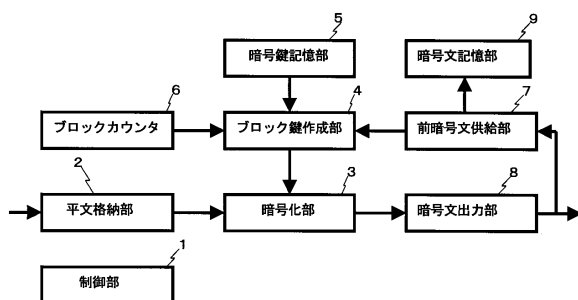 5
9
暗号鍵記憶部
暗号文記憶部
6
4
7
ブロックカウンタ
ブロック鍵作成部
前暗号文供給部
2
3
8
平文格納部
暗号化部
暗号文出力部
1
制御部